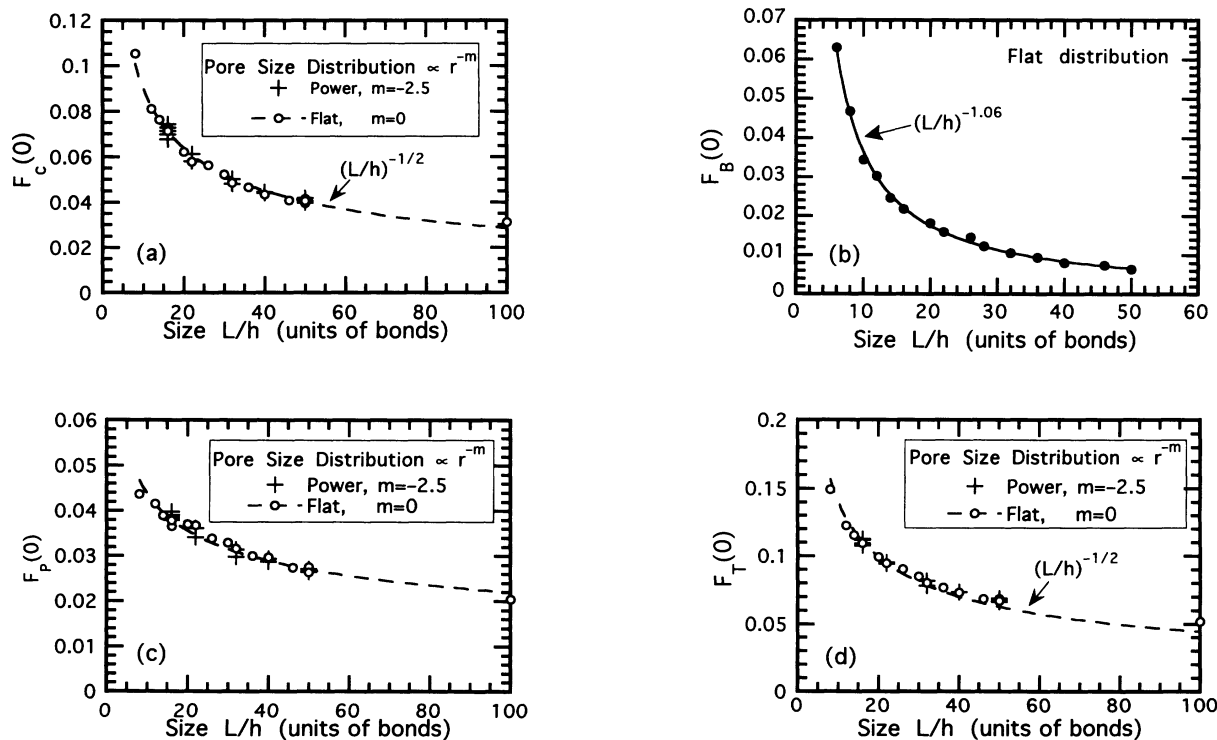 0.12
0.1
0.08
0.06
0.04
0.02
0
F_C(0)
Pore Size Distribution ∝ r^-m
Power, m=-2.5
Flat, m=0
(L/h)^-1/2
(a)
0 20 40 60 80 100
Size L/h (units of bonds)
0.07
0.06
0.05
0.04
0.03
0.02
0.01
0
F_B(0)
Flat distribution
(L/h)^-1.06
(b)
0 10 20 30 40 50 60
Size L/h (units of bonds)
0.06
0.05
0.04
0.03
0.02
0.01
0
F_P(0)
Pore Size Distribution ∝ r^-m
Power, m=-2.5
Flat, m=0
(c)
0 20 40 60 80 100
Size L/h (units of bonds)
0.2
0.15
0.1
0.05
0
F_T(0)
Pore Size Distribution ∝ r^-m
Power, m=-2.5
Flat, m=0
(L/h)^-1/2
(d)
0 20 40 60 80 100
Size L/h (units of bonds)